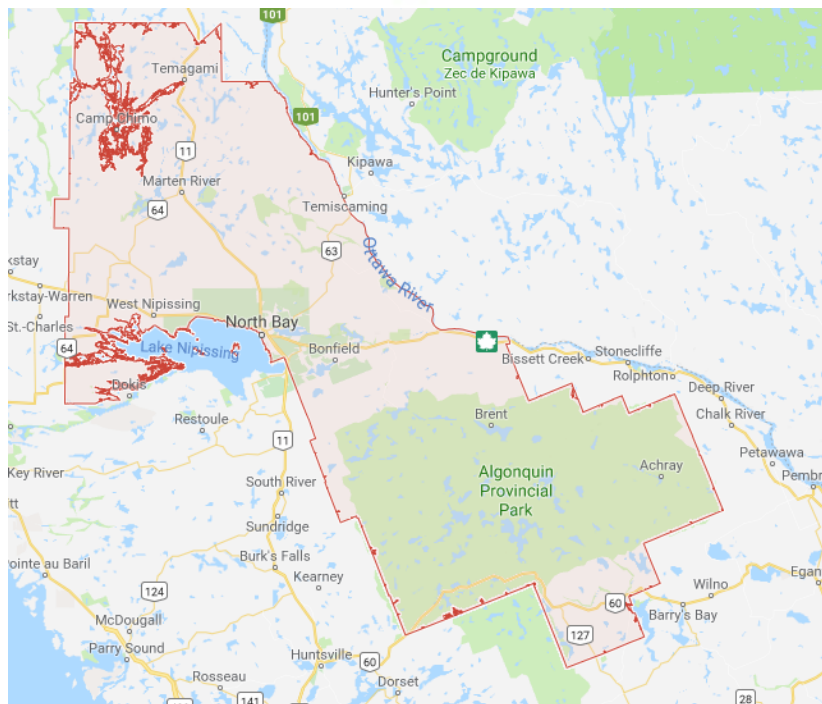 101
Campground
Zec de Kipawa
Temagami
Hunter's Point
101
Camp Chimo
11
Kipawa
Marten River
Temiscaming
64
63
Ottawa River
kstay
rkstay-Warren
West Nipissing
St.-Charles
North Bay
64
Lake Nipissing
Bonfield
Bissett Creek
Stonecliffe
Rolphton
Dokis
Deep River
Restoule
Brent
Chalk River
11
Key River
Algonquin
Provincial
Park
Achray
Petawawa
Pembr
South River
tt
Sundridge
Burk's Falls
ointe au Baril
Kearney
124
Wilno
Egan
60
Barry's Bay
McDougall
127
Parry Sound
Huntsville
60
Rosseau
Dorset
141
28